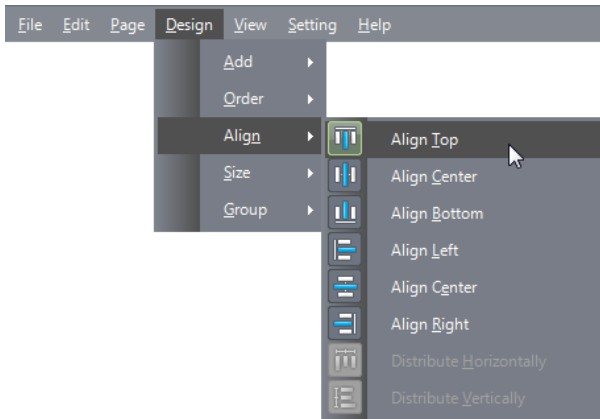 File Edit Page Design View Setting Help
Add
Order
Align
Size
Group
Align Top
Align Center
Align Bottom
Align Left
Align Center
Align Right
Distribute Horizontally
Distribute Vertically